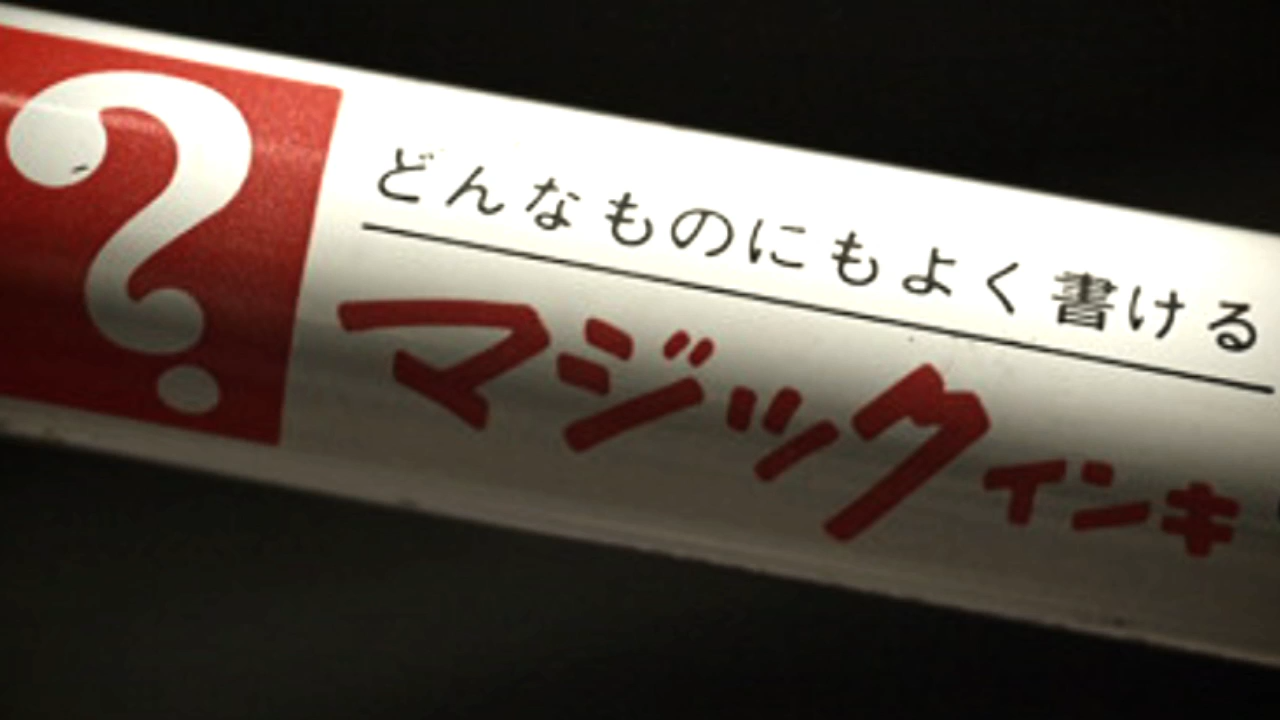 ?
どんなものにもよく書ける
マジックインキ